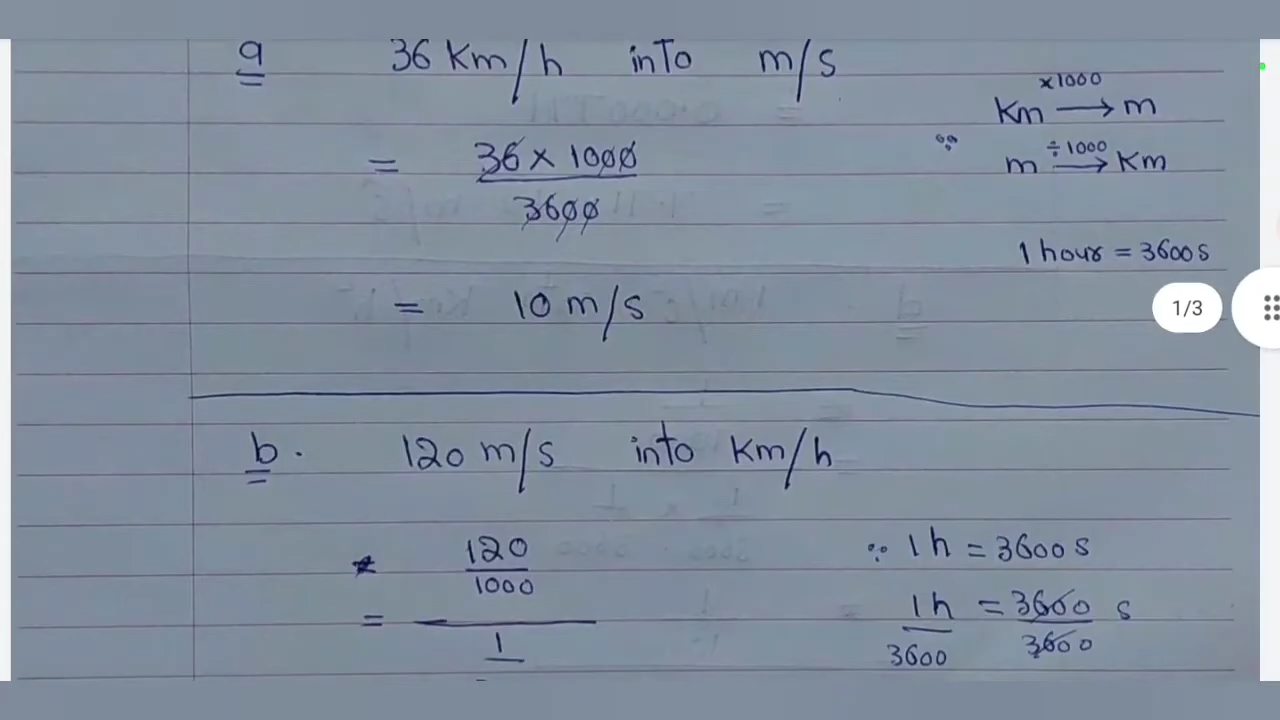 a 36 Km/h into m/s
×1000
Km → m
= 36 × 1000
3600
∵ m ÷1000 → Km
1 hour = 3600 s
= 10 m/s
1/3
b. 120 m/s into Km/h
= 120
1000
1
∵ 1 h = 3600 s
1 h = 3600 s
3600 3600